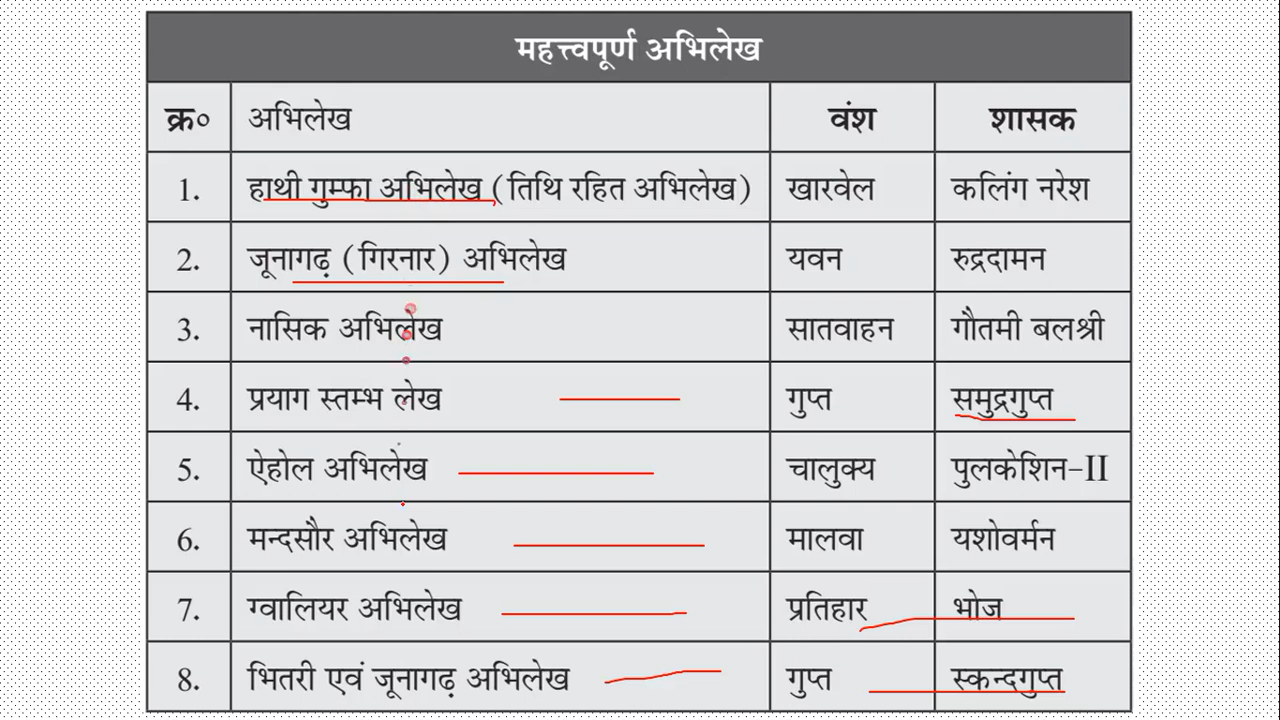 महत्त्वपूर्ण अभिलेख
क्र० अभिलेख वंश शासक
1. हाथी गुम्फा अभिलेख (तिथि रहित अभिलेख) खारवेल कलिंग नरेश
2. जूनागढ़ (गिरनार) अभिलेख यवन रुद्रदामन
3. नासिक अभिलेख सातवाहन गौतमी बलश्री
4. प्रयाग स्तम्भ लेख गुप्त समुद्रगुप्त
5. ऐहोल अभिलेख चालुक्य पुलकेशिन-II
6. मन्दसौर अभिलेख मालवा यशोवर्मन
7. ग्वालियर अभिलेख प्रतिहार भोज
8. भितरी एवं जूनागढ़ अभिलेख गुप्त स्कन्दगुप्त